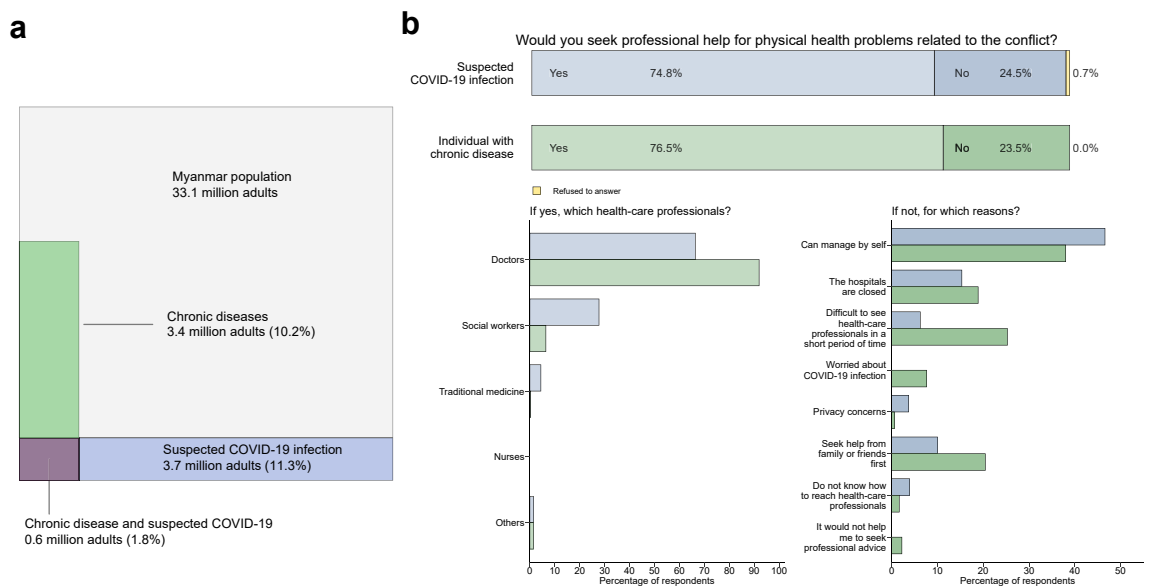 a
Myanmar population
33.1 million adults
Chronic diseases
3.4 million adults (10.2%)
Suspected COVID-19 infection
3.7 million adults (11.3%)
Chronic disease and suspected COVID-19
0.6 million adults (1.8%)
b
Would you seek professional help for physical health problems related to the conflict?
Suspected
COVID-19 infection
Yes 74.8% No 24.5% 0.7%
Individual with
chronic disease
Yes 76.5% No 23.5% 0.0%
Refused to answer
If yes, which health-care professionals?
Doctors
Social workers
Traditional medicine
Nurses
Others
0 10 20 30 40 50 60 70 80 90 100
Percentage of respondents
If not, for which reasons?
Can manage by self
The hospitals
are closed
Difficult to see
health-care
professionals in a
short period of time
Worried about
COVID-19 infection
Privacy concerns
Seek help from
family or friends
first
Do not know how
to reach health-care
professionals
It would not help
me to seek
professional advice
0 10 20 30 40 50
Percentage of respondents